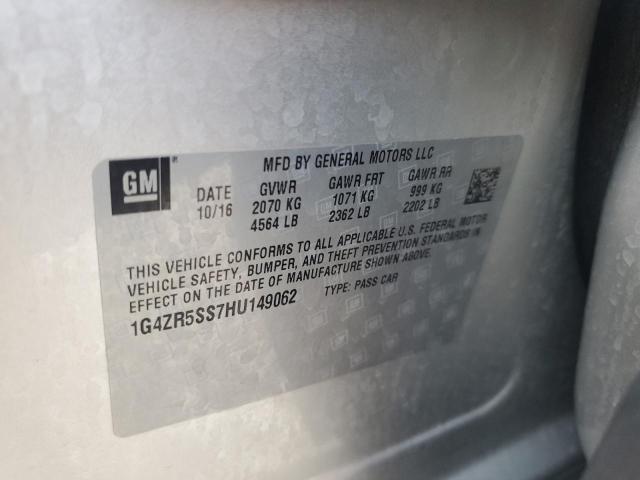 GM
MFD BY GENERAL MOTORS LLC
DATE GVWR GAWR FRT GAWR RR
10/16 2070 KG 1071 KG 999 KG
4564 LB 2362 LB 2202 LB
THIS VEHICLE CONFORMS TO ALL APPLICABLE U.S. FEDERAL MOTOR
VEHICLE SAFETY, BUMPER, AND THEFT PREVENTION STANDARDS IN
EFFECT ON THE DATE OF MANUFACTURE SHOWN ABOVE.
1G4ZR5SS7HU149062 TYPE: PASS CAR